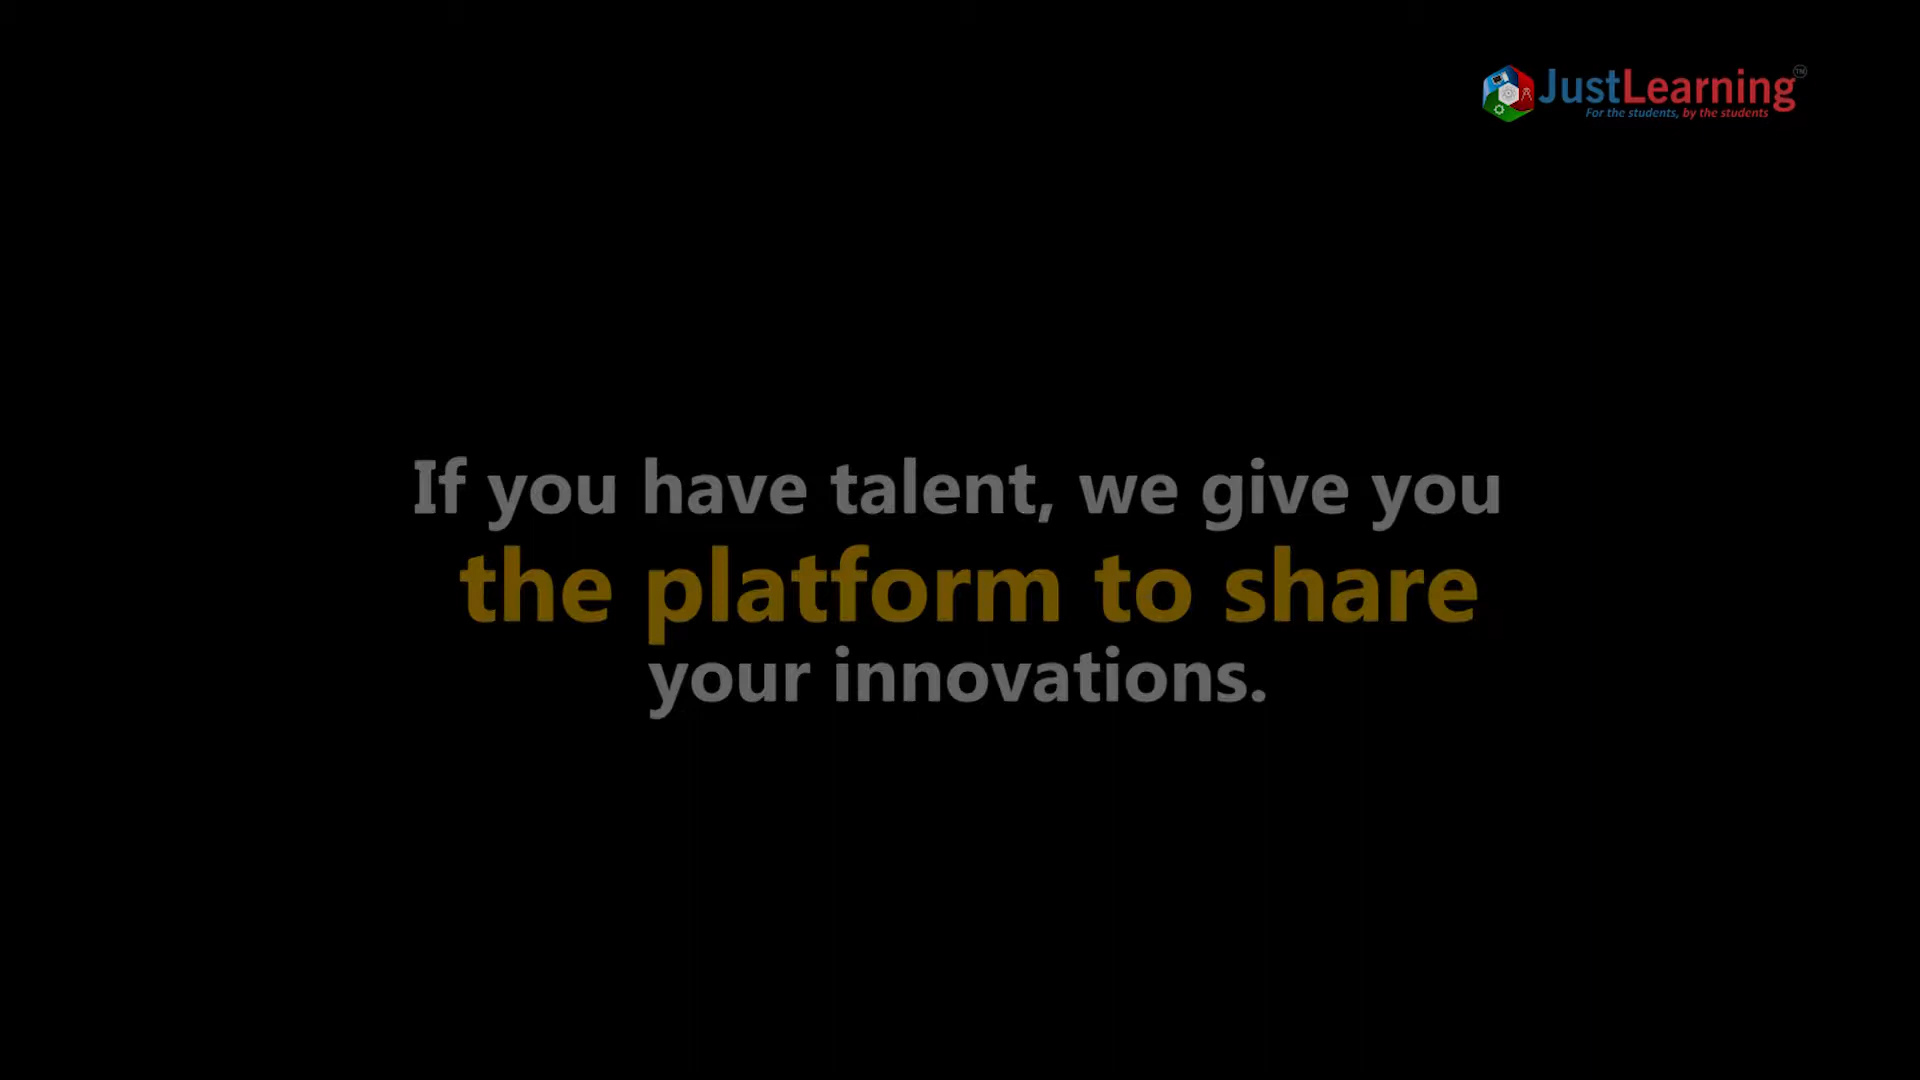 JustLearning™
For the students, by the students
If you have talent, we give you
the platform to share
your innovations.